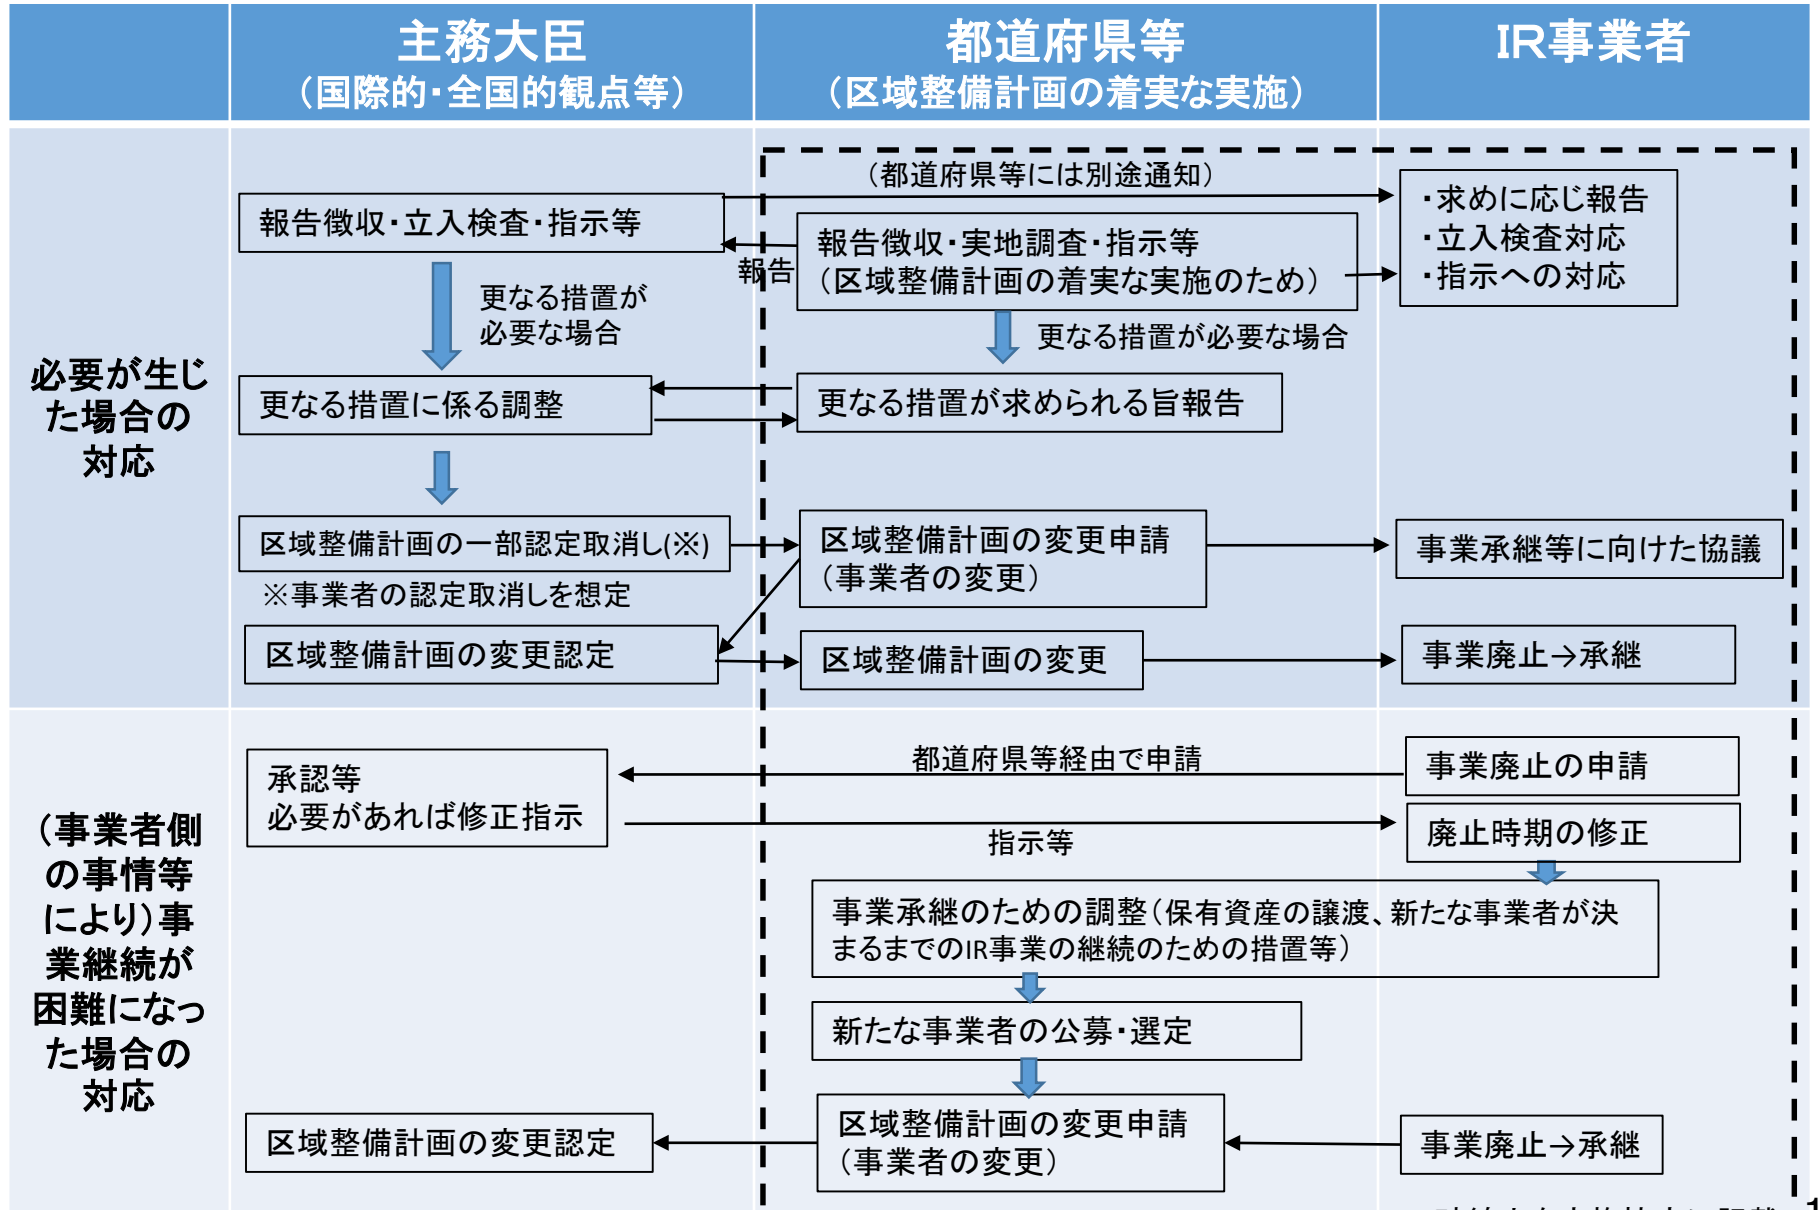 主務大臣
（国際的・全国的観点等）
都道府県等
（区域整備計画の着実な実施）
IR事業者
必要が生じ
た場合の
対応
（都道府県等には別途通知）
報告徴収・立入検査・指示等
報告徴収・実地調査・指示等
（区域整備計画の着実な実施のため）
報告
・求めに応じ報告
・立入検査対応
・指示への対応
更なる措置が
必要な場合
更なる措置が必要な場合
更なる措置に係る調整
更なる措置が求められる旨報告
区域整備計画の一部認定取消し(※)
※事業者の認定取消しを想定
区域整備計画の変更申請
（事業者の変更）
事業承継等に向けた協議
区域整備計画の変更認定
区域整備計画の変更
事業廃止→承継
（事業者側
の事情等
により）事
業継続が
困難になっ
た場合の
対応
承認等
必要があれば修正指示
都道府県等経由で申請
事業廃止の申請
指示等
廃止時期の修正
事業承継のための調整（保有資産の譲渡、新たな事業者が決
まるまでのIR事業の継続のための措置等）
新たな事業者の公募・選定
区域整備計画の変更認定
区域整備計画の変更申請
（事業者の変更）
事業廃止→承継